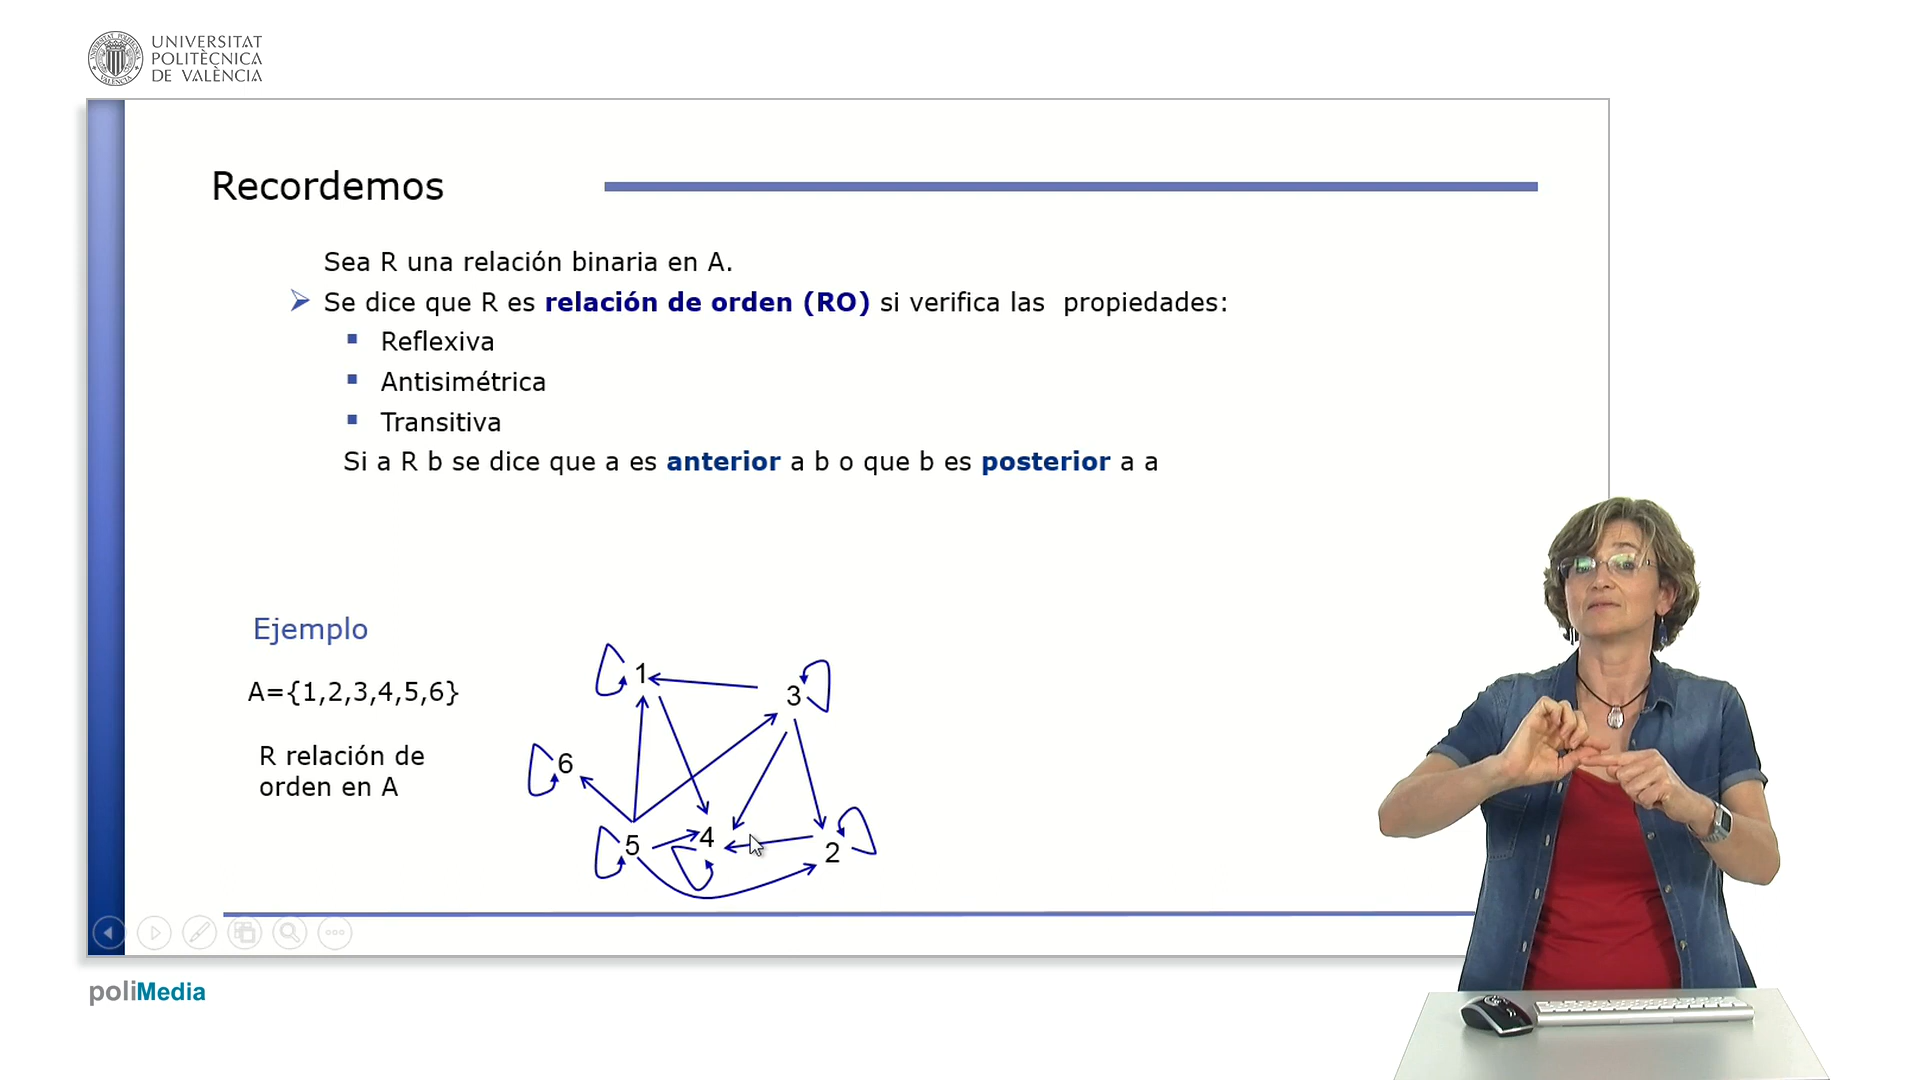 UNIVERSITAT
POLITÈCNICA
DE VALÈNCIA
Recordemos
Sea R una relación binaria en A.
Se dice que R es relación de orden (RO) si verifica las propiedades:
Reflexiva
Antisimétrica
Transitiva
Si a R b se dice que a es anterior a b o que b es posterior a a
Ejemplo
A={1,2,3,4,5,6}
R relación de
orden en A
1
3
6
4
5
2
poliMedia